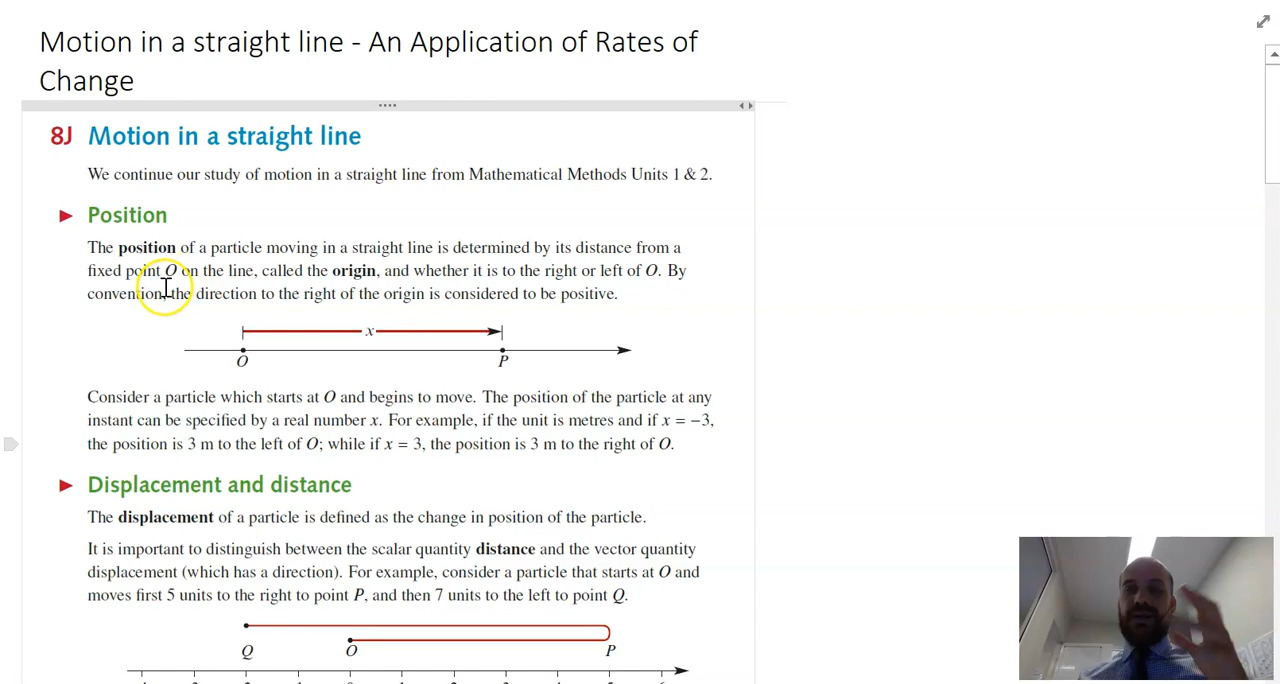 Motion in a straight line - An Application of Rates of
Change
8J Motion in a straight line
We continue our study of motion in a straight line from Mathematical Methods Units 1 & 2.
Position
The position of a particle moving in a straight line is determined by its distance from a
fixed point O on the line, called the origin, and whether it is to the right or left of O. By
convention, the direction to the right of the origin is considered to be positive.
x
O P
Consider a particle which starts at O and begins to move. The position of the particle at any
instant can be specified by a real number x. For example, if the unit is metres and if x = −3,
the position is 3 m to the left of O; while if x = 3, the position is 3 m to the right of O.
Displacement and distance
The displacement of a particle is defined as the change in position of the particle.
It is important to distinguish between the scalar quantity distance and the vector quantity
displacement (which has a direction). For example, consider a particle that starts at O and
moves first 5 units to the right to point P, and then 7 units to the left to point Q.
Q O P